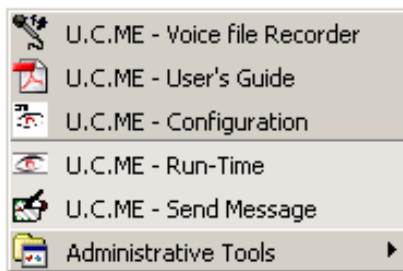 U.C.ME - Voice file Recorder
U.C.ME - User's Guide
U.C.ME - Configuration
U.C.ME - Run-Time
U.C.ME - Send Message
Administrative Tools